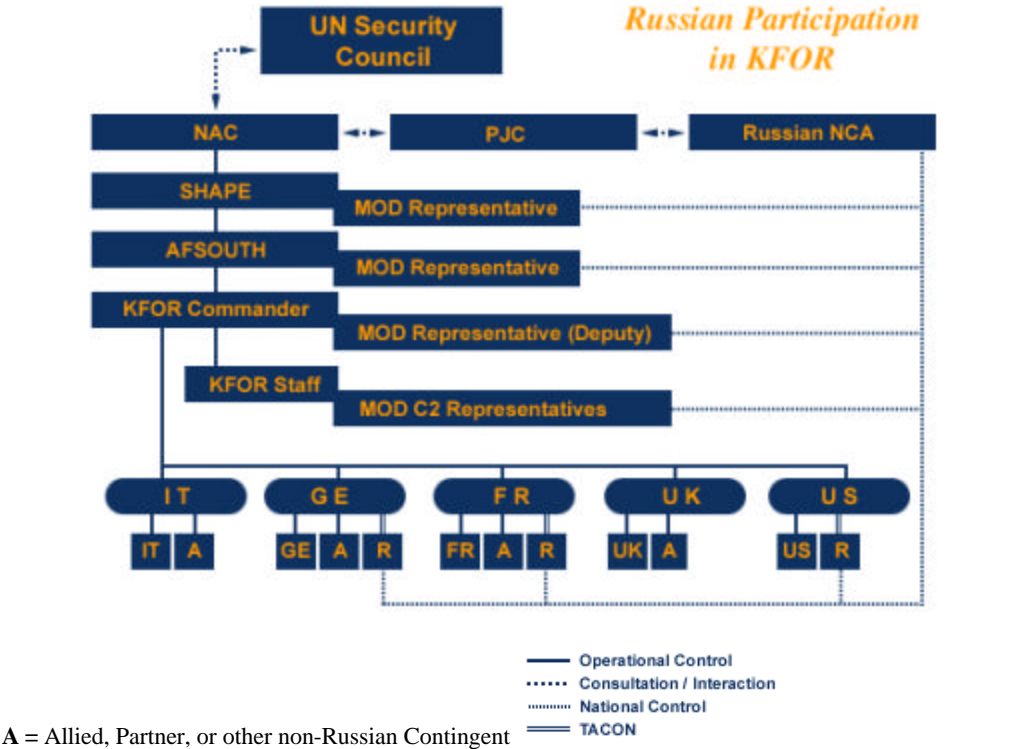 UN Security
Council
Russian Participation
in KFOR
NAC
PJC
Russian NCA
SHAPE
MOD Representative
AFSOUTH
MOD Representative
KFOR Commander
MOD Representative (Deputy)
KFOR Staff
MOD C2 Representatives
I T
G E
F R
U K
U S
IT
A
GE
A
R
FR
A
R
UK
A
US
R
Operational Control
Consultation / Interaction
National Control
TACON
A = Allied, Partner, or other non-Russian Contingent